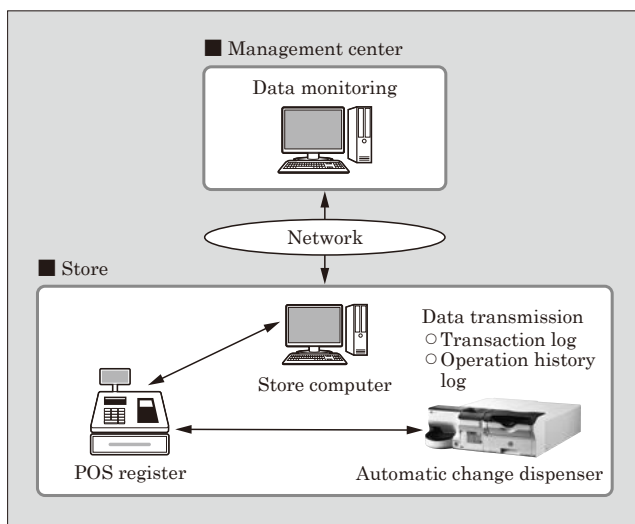 ■ Management center
Data monitoring
Network
■ Store
Data transmission
○ Transaction log
○ Operation history
log
Store computer
POS register
Automatic change dispenser